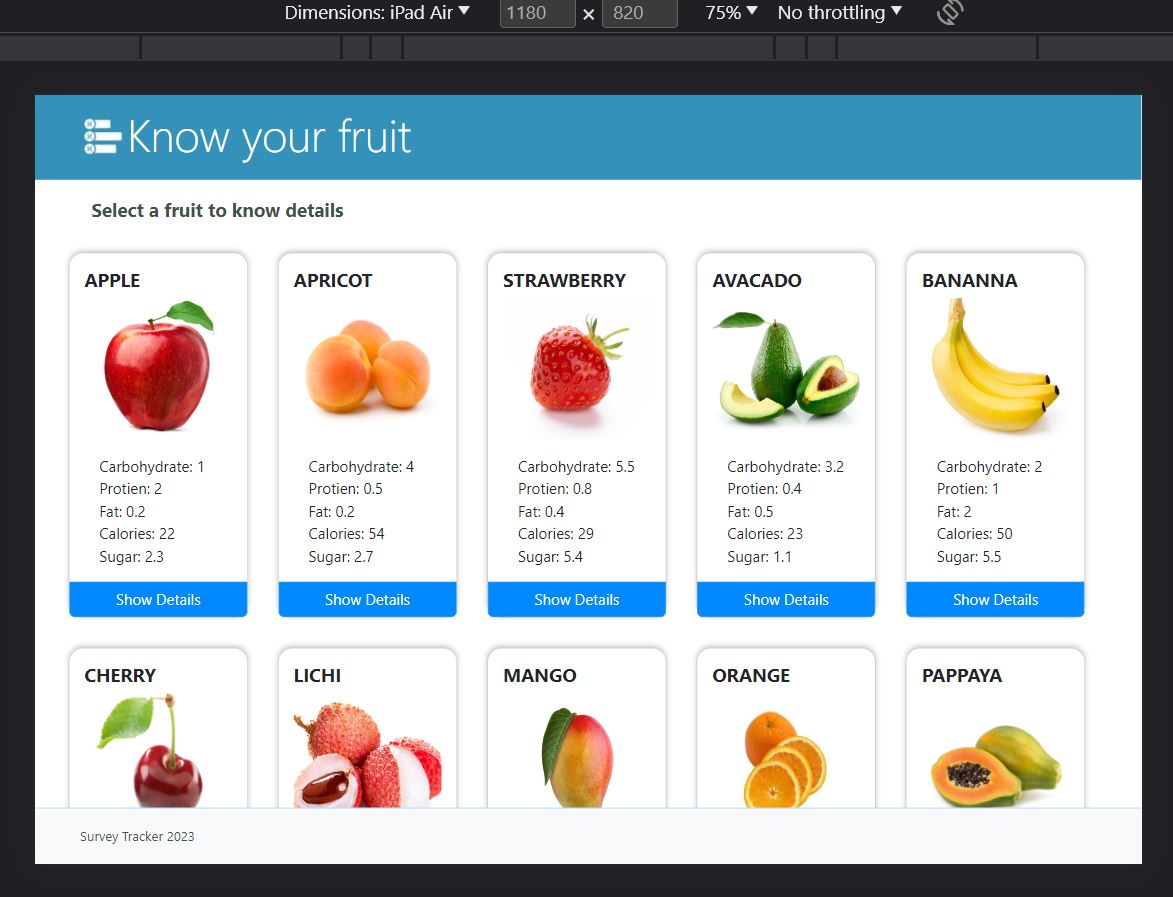 Dimensions: iPad Air 1180 × 820 75% No throttling
Know your fruit
Select a fruit to know details
APPLE
Carbohydrate: 1
Protien: 2
Fat: 0.2
Calories: 22
Sugar: 2.3
Show Details
APRICOT
Carbohydrate: 4
Protien: 0.5
Fat: 0.2
Calories: 54
Sugar: 2.7
Show Details
STRAWBERRY
Carbohydrate: 5.5
Protien: 0.8
Fat: 0.4
Calories: 29
Sugar: 5.4
Show Details
AVACADO
Carbohydrate: 3.2
Protien: 0.4
Fat: 0.5
Calories: 23
Sugar: 1.1
Show Details
BANANNA
Carbohydrate: 2
Protien: 1
Fat: 2
Calories: 50
Sugar: 5.5
Show Details
CHERRY
LICHI
MANGO
ORANGE
PAPPAYA
Survey Tracker 2023